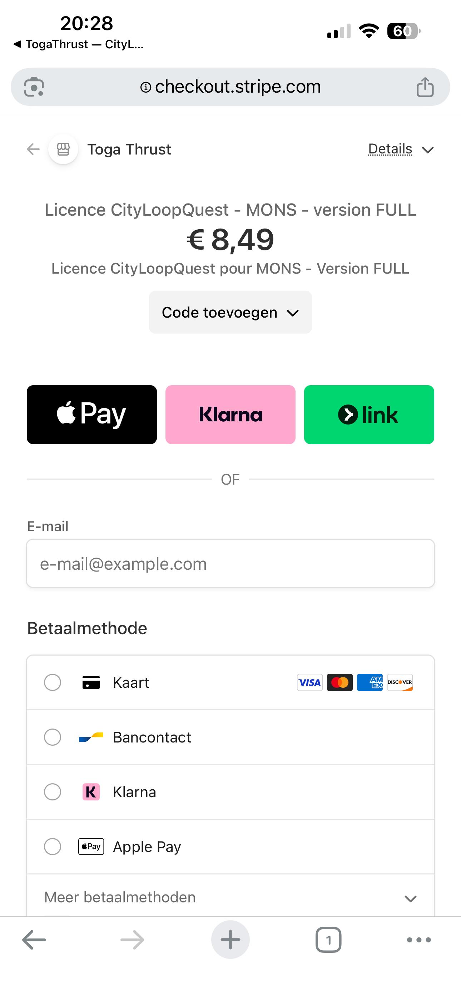 20:28
60
◀ TogaThrust — CityL...
checkout.stripe.com
Toga Thrust
Details
Licence CityLoopQuest - MONS - version FULL
€ 8,49
Licence CityLoopQuest pour MONS - Version FULL
Code toevoegen
Pay
Klarna
link
OF
E-mail
e-mail@example.com
Betaalmethode
Kaart
VISA
AMEX
DISCOVER
Bancontact
K
Klarna
Pay
Apple Pay
Meer betaalmethoden
1